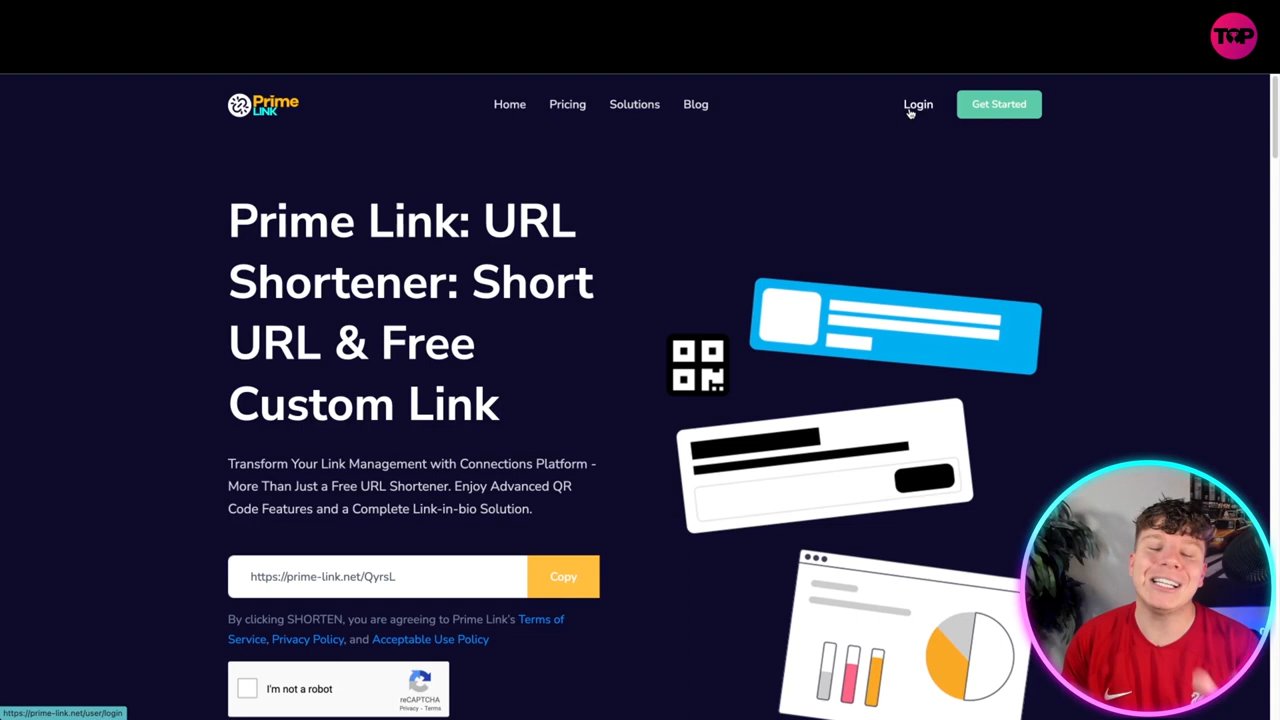 TOP
Prime
LINK
Home Pricing Solutions Blog Login Get Started
Prime Link: URL
Shortener: Short
URL & Free
Custom Link
Transform Your Link Management with Connections Platform -
More Than Just a Free URL Shortener. Enjoy Advanced QR
Code Features and a Complete Link-in-bio Solution.
https://prime-link.net/QyrsL Copy
By clicking SHORTEN, you are agreeing to Prime Link's Terms of
Service, Privacy Policy, and Acceptable Use Policy
I'm not a robot
reCAPTCHA
Privacy - Terms
https://prime-link.net/user/login